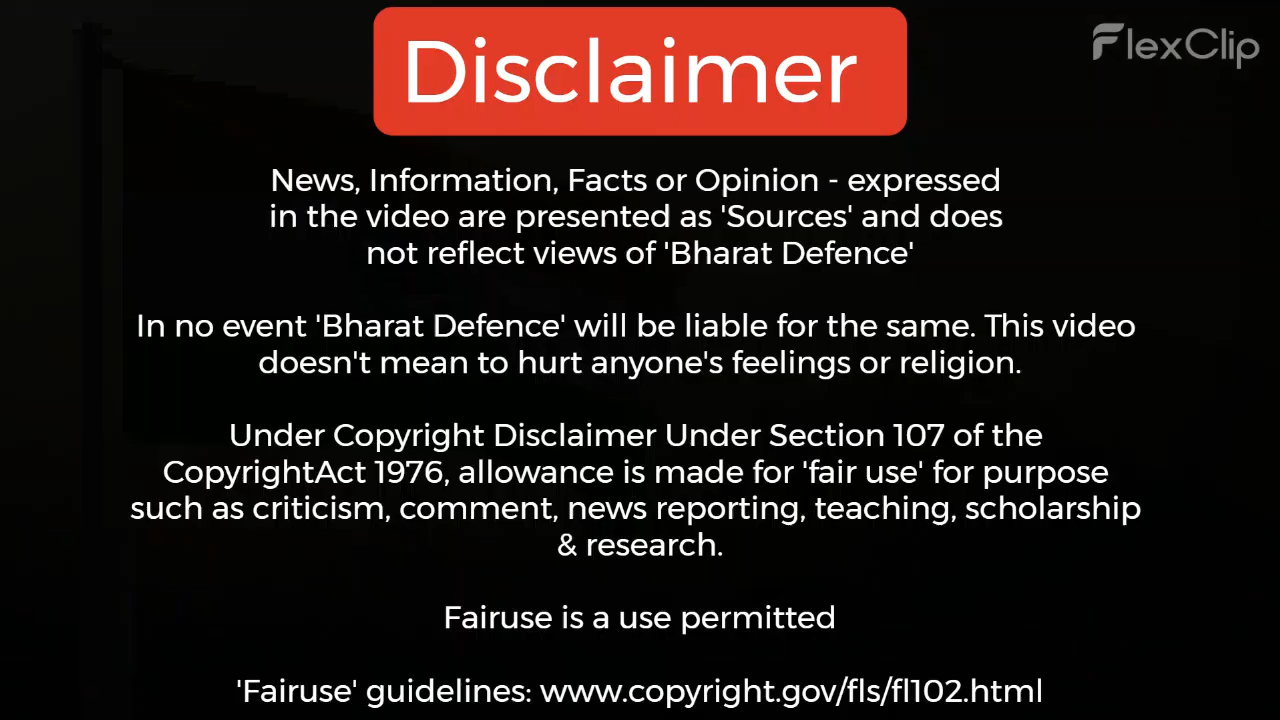 Disclaimer
FlexClip
News, Information, Facts or Opinion - expressed
in the video are presented as 'Sources' and does
not reflect views of 'Bharat Defence'
In no event 'Bharat Defence' will be liable for the same. This video
doesn't mean to hurt anyone's feelings or religion.
Under Copyright Disclaimer Under Section 107 of the
CopyrightAct 1976, allowance is made for 'fair use' for purpose
such as criticism, comment, news reporting, teaching, scholarship
& research.
Fairuse is a use permitted
'Fairuse' guidelines: www.copyright.gov/fls/fl102.html